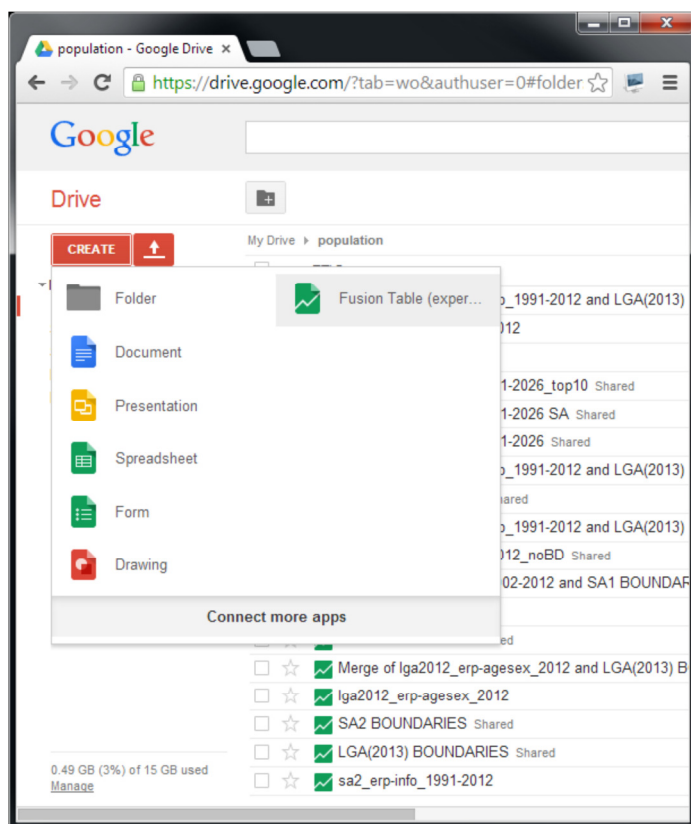 population - Google Drive
https://drive.google.com/?tab=wo&authuser=0#folder
Google
Drive
CREATE
My Drive population
Folder
Fusion Table (exper...
Document
Presentation
Spreadsheet
Form
Drawing
Connect more apps
_1991-2012 and LGA(2013)
012
1-2026_top10 Shared
1-2026 SA Shared
1-2026 Shared
_1991-2012 and LGA(2013)
ared
_1991-2012 and LGA(2013)
012_noBD Shared
02-2012 and SA1 BOUNDAR
ed
Merge of lga2012_erp-agesex_2012 and LGA(2013) B
lga2012_erp-agesex_2012
SA2 BOUNDARIES Shared
LGA(2013) BOUNDARIES Shared
sa2_erp-info_1991-2012
0.49 GB (3%) of 15 GB used
Manage